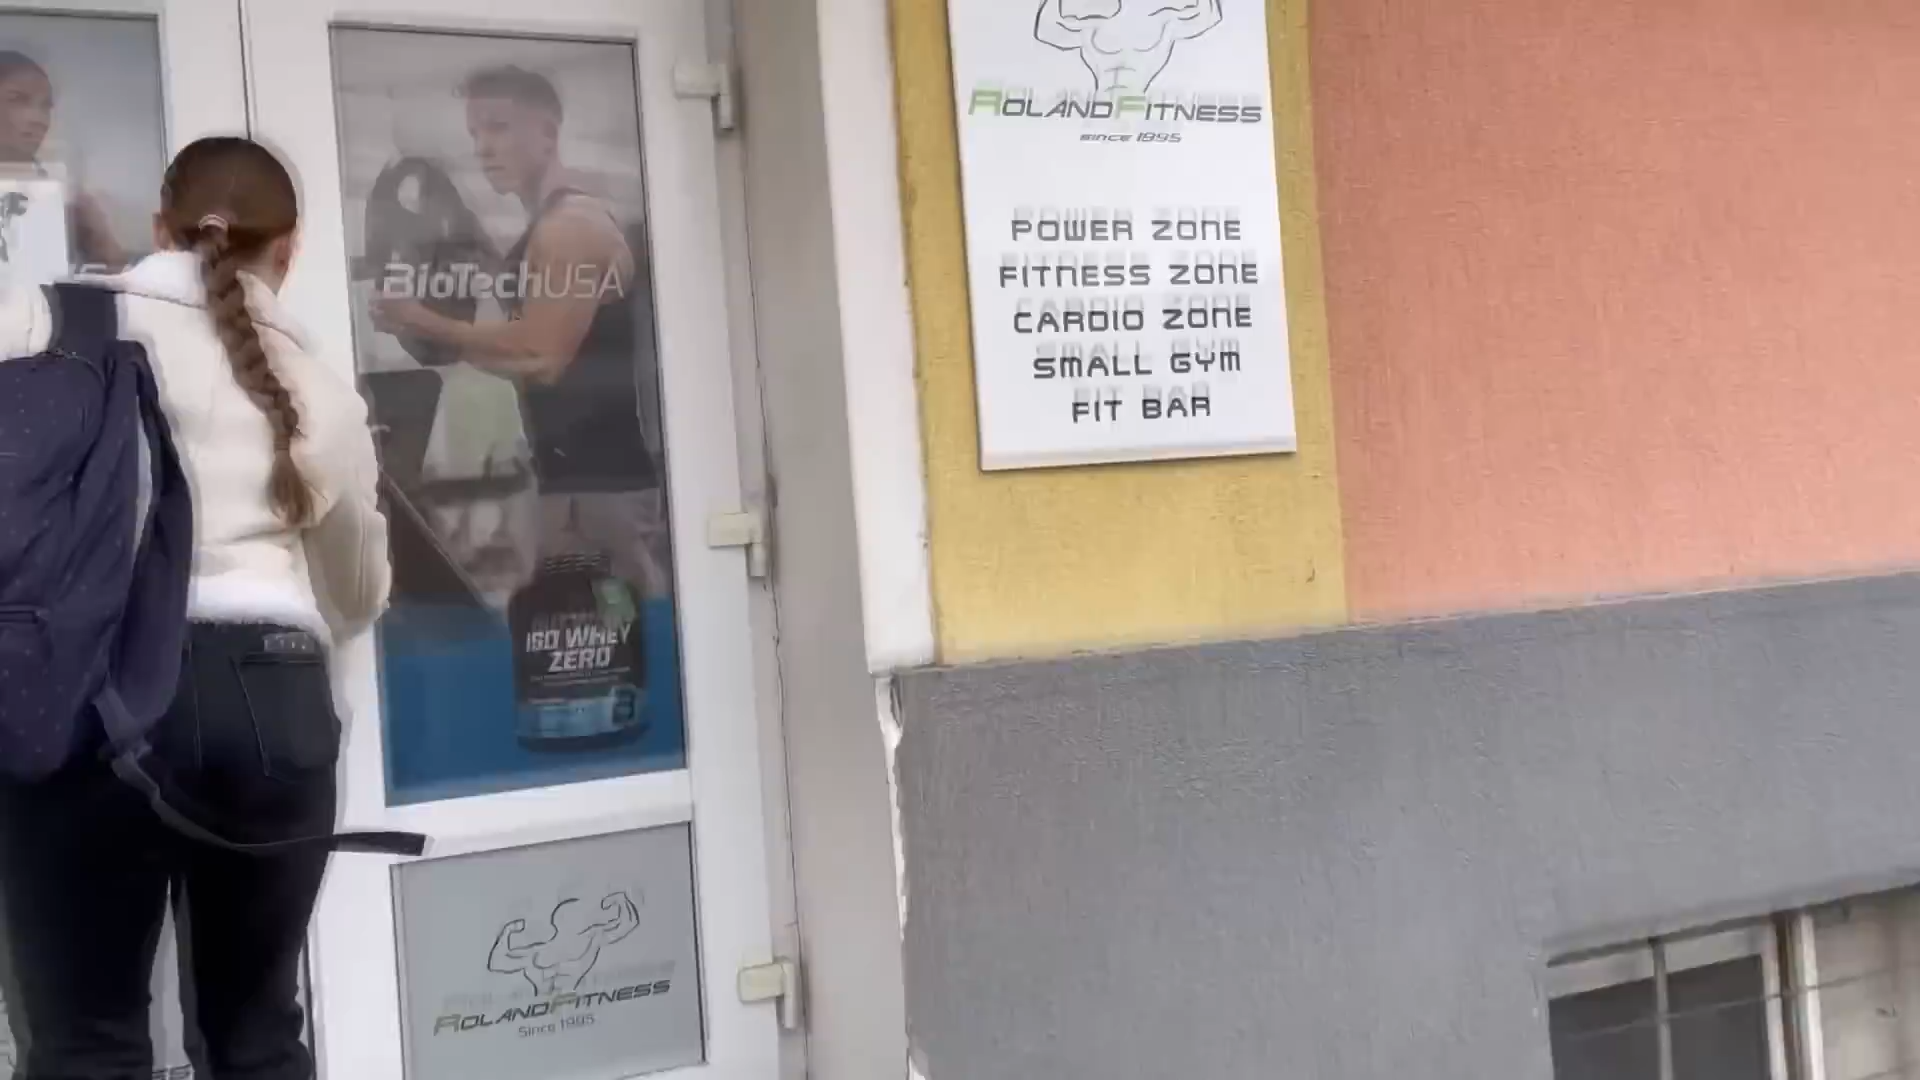 BioTechUSA
ISO WHEY
ZERO
ROLANDFITNESS
Since 1995
ROLANDFITNESS
since 1995
POWER ZONE
FITNESS ZONE
CARDIO ZONE
SMALL GYM
FIT BAR